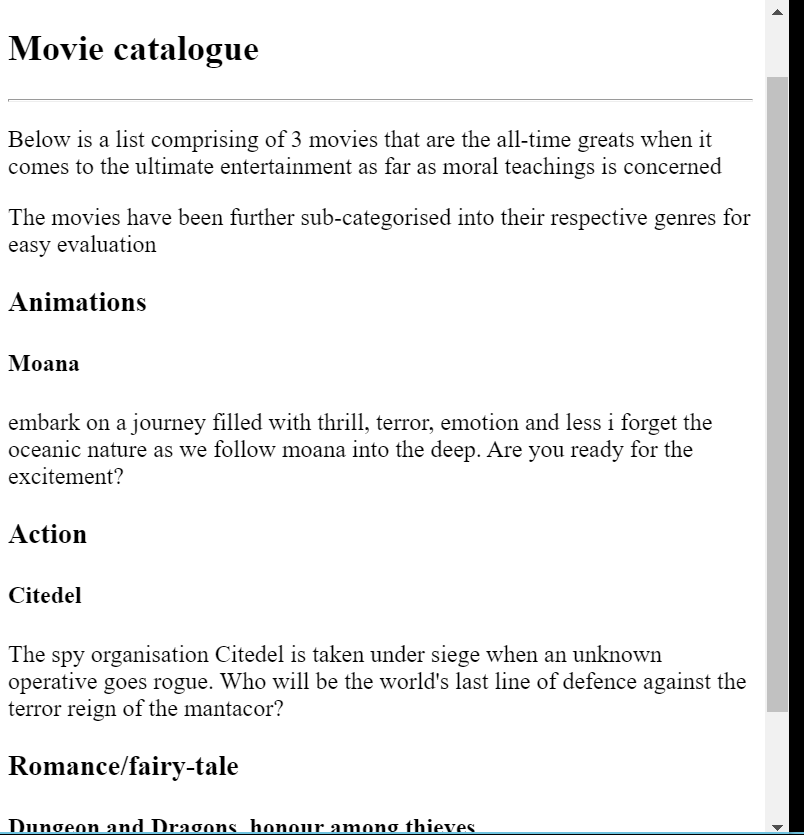 Movie catalogue
Below is a list comprising of 3 movies that are the all-time greats when it
comes to the ultimate entertainment as far as moral teachings is concerned
The movies have been further sub-categorised into their respective genres for
easy evaluation
Animations
Moana
embark on a journey filled with thrill, terror, emotion and less i forget the
oceanic nature as we follow moana into the deep. Are you ready for the
excitement?
Action
Citedel
The spy organisation Citedel is taken under siege when an unknown
operative goes rogue. Who will be the world's last line of defence against the
terror reign of the mantacor?
Romance/fairy-tale
Dungeon and Dragons, honour among thieves